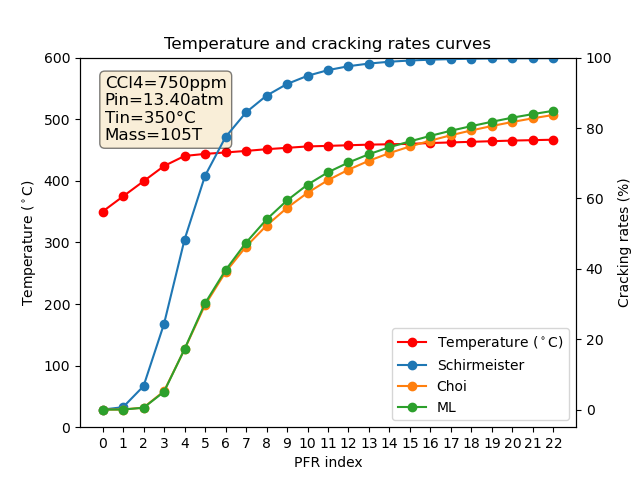 Temperature and cracking rates curves
CCl4=750ppm
Pin=13.40atm
Tin=350°C
Mass=105T
600
500
400
300
200
100
0
Temperature (°C)
100
80
60
40
20
0
Cracking rates (%)
Temperature (°C)
Schirmeister
Choi
ML
0 1 2 3 4 5 6 7 8 9 10 11 12 13 14 15 16 17 18 19 20 21 22
PFR index